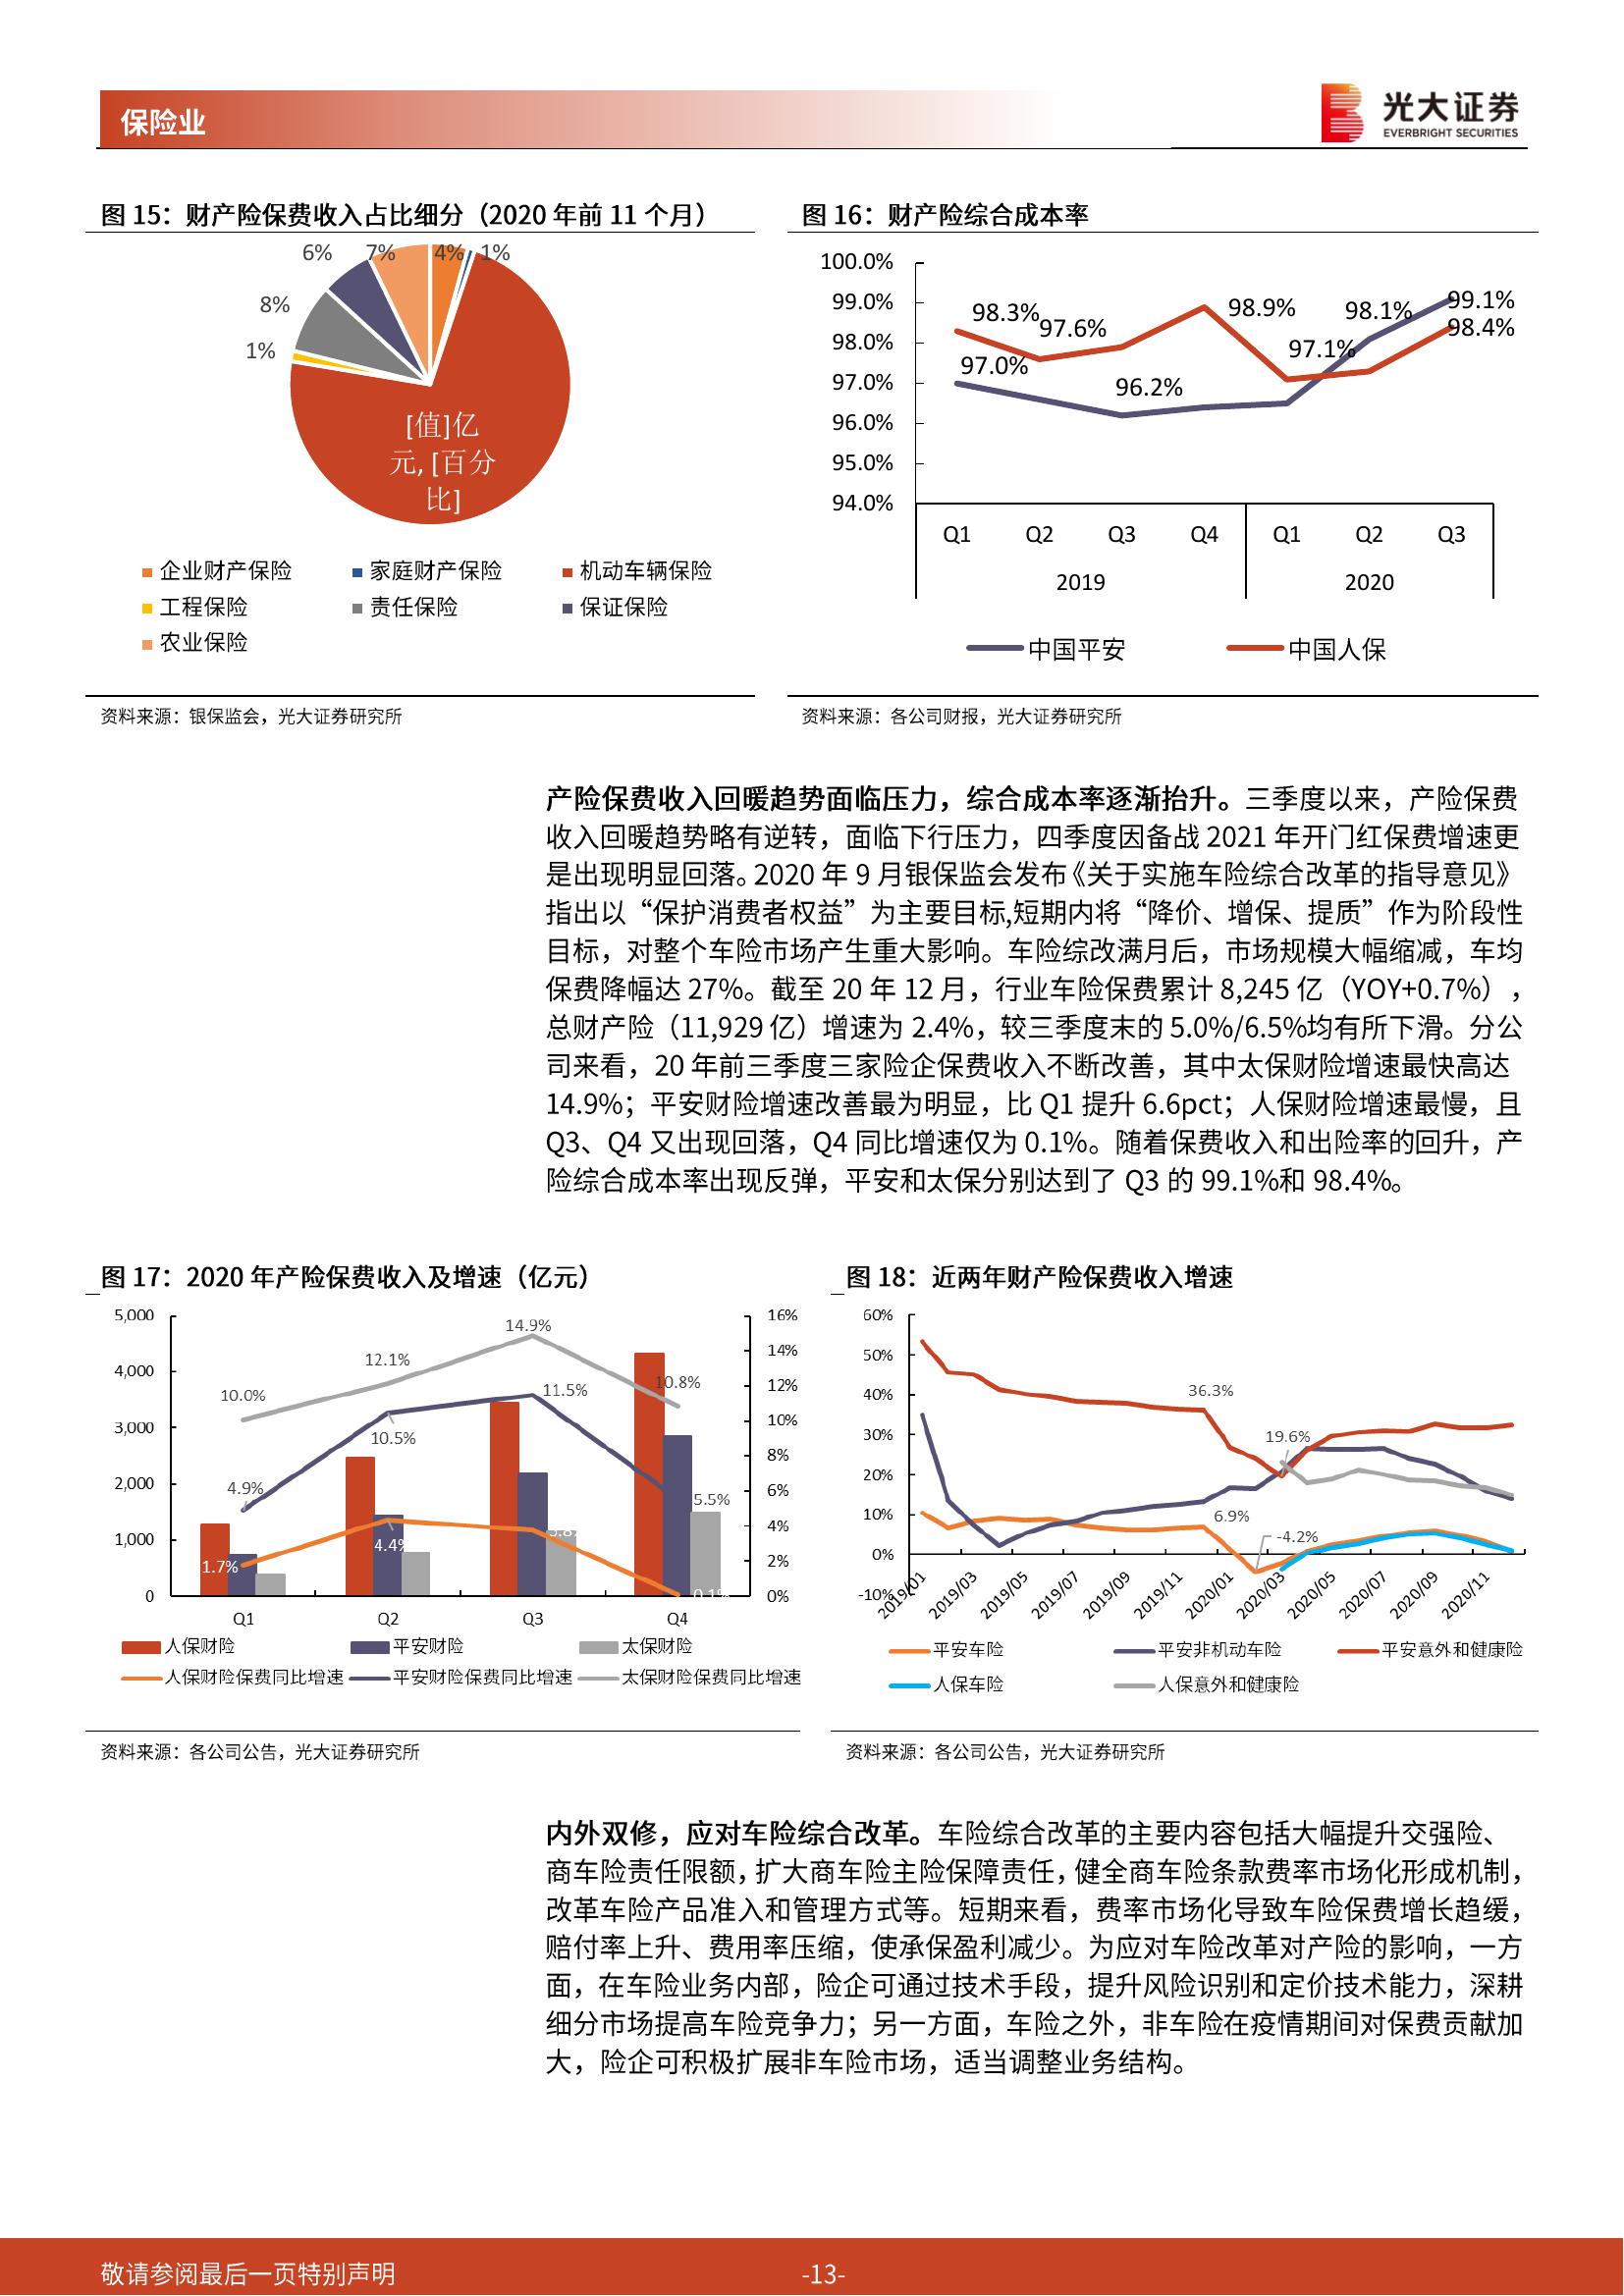 保险业
光大证券
EVERBRIGHT SECURITIES
图 15：财产险保费收入占比细分（2020 年前 11 个月）
6%
7%
4%
1%
8%
1%
[值]亿
元, [百分
比]
企业财产保险
家庭财产保险
机动车辆保险
工程保险
责任保险
保证保险
农业保险
资料来源：银保监会，光大证券研究所
图 16：财产险综合成本率
100.0%
99.0%
98.0%
97.0%
96.0%
95.0%
94.0%
98.3%
97.6%
98.9%
98.1%
99.1%
98.4%
97.0%
96.2%
97.1%
Q1 Q2 Q3 Q4 Q1 Q2 Q3
2019 2020
中国平安
中国人保
资料来源：各公司财报，光大证券研究所
产险保费收入回暖趋势面临压力，综合成本率逐渐抬升。三季度以来，产险保费
收入回暖趋势略有逆转，面临下行压力，四季度因备战 2021 年开门红保费增速更
是出现明显回落。2020 年 9 月银保监会发布《关于实施车险综合改革的指导意见》
指出以“保护消费者权益”为主要目标,短期内将“降价、增保、提质”作为阶段性
目标，对整个车险市场产生重大影响。车险综改满月后，市场规模大幅缩减，车均
保费降幅达 27%。截至 20 年 12 月，行业车险保费累计 8,245 亿（YOY+0.7%），
总财产险（11,929 亿）增速为 2.4%，较三季度末的 5.0%/6.5%均有所下滑。分公
司来看，20 年前三季度三家险企保费收入不断改善，其中太保财险增速最快高达
14.9%；平安财险增速改善最为明显，比 Q1 提升 6.6pct；人保财险增速最慢，且
Q3、Q4 又出现回落，Q4 同比增速仅为 0.1%。随着保费收入和出险率的回升，产
险综合成本率出现反弹，平安和太保分别达到了 Q3 的 99.1%和 98.4%。
图 17：2020 年产险保费收入及增速（亿元）
5,000
4,000
3,000
2,000
1,000
0
16%
14%
12%
10%
8%
6%
4%
2%
0%
10.0%
12.1%
14.9%
10.8%
4.9%
10.5%
11.5%
5.5%
1.7%
4.4%
0.1%
Q1 Q2 Q3 Q4
人保财险
平安财险
太保财险
人保财险保费同比增速
平安财险保费同比增速
太保财险保费同比增速
资料来源：各公司公告，光大证券研究所
图 18：近两年财产险保费收入增速
60%
50%
40%
30%
20%
10%
0%
-10%
36.3%
19.6%
6.9%
-4.2%
2019/01 2019/03 2019/05 2019/07 2019/09 2019/11 2020/01 2020/03 2020/05 2020/07 2020/09 2020/11
平安车险
平安非机动车险
平安意外和健康险
人保车险
人保意外和健康险
资料来源：各公司公告，光大证券研究所
内外双修，应对车险综合改革。车险综合改革的主要内容包括大幅提升交强险、
商车险责任限额，扩大商车险主险保障责任，健全商车险条款费率市场化形成机制，
改革车险产品准入和管理方式等。短期来看，费率市场化导致车险保费增长趋缓，
赔付率上升、费用率压缩，使承保盈利减少。为应对车险改革对产险的影响，一方
面，在车险业务内部，险企可通过技术手段，提升风险识别和定价技术能力，深耕
细分市场提高车险竞争力；另一方面，车险之外，非车险在疫情期间对保费贡献加
大，险企可积极扩展非车险市场，适当调整业务结构。
敬请参阅最后一页特别声明
-13-